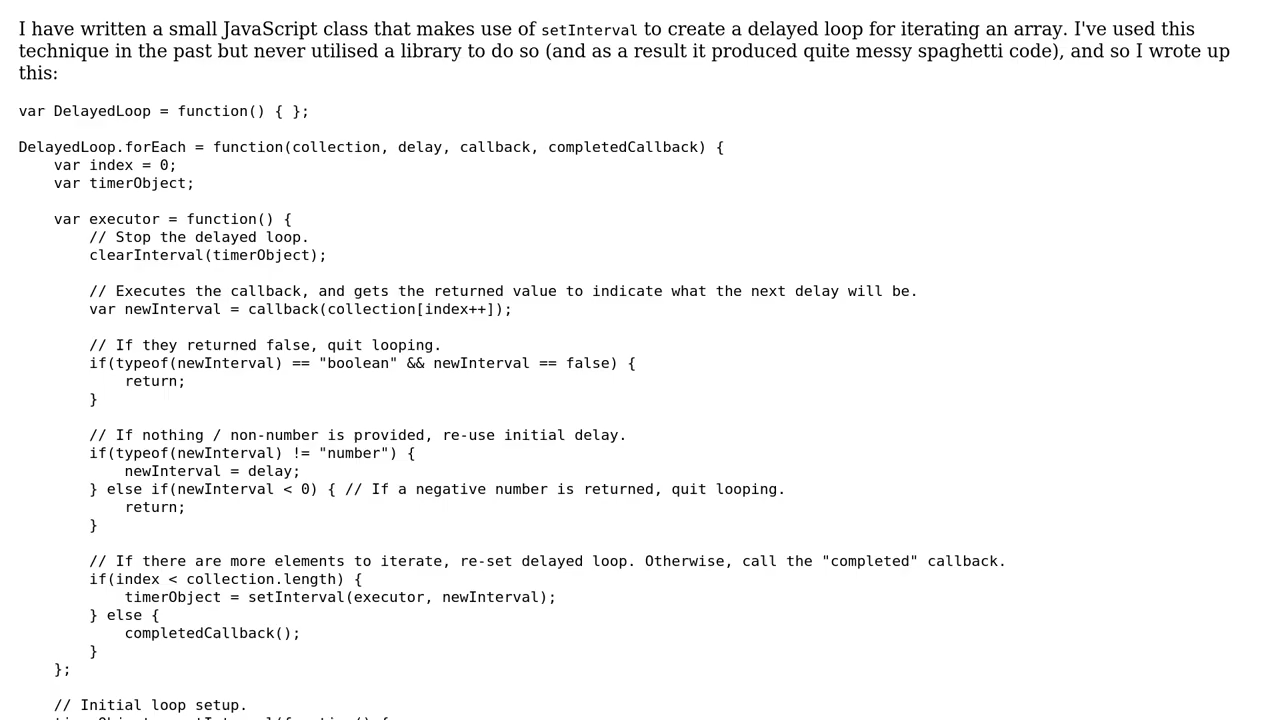 I have written a small JavaScript class that makes use of setInterval to create a delayed loop for iterating an array. I've used this
technique in the past but never utilised a library to do so (and as a result it produced quite messy spaghetti code), and so I wrote up
this:
var DelayedLoop = function() { };
DelayedLoop.forEach = function(collection, delay, callback, completedCallback) {
    var index = 0;
    var timerObject;
    var executor = function() {
        // Stop the delayed loop.
        clearInterval(timerObject);
        // Executes the callback, and gets the returned value to indicate what the next delay will be.
        var newInterval = callback(collection[index++]);
        // If they returned false, quit looping.
        if(typeof(newInterval) == "boolean" && newInterval == false) {
            return;
        }
        // If nothing / non-number is provided, re-use initial delay.
        if(typeof(newInterval) != "number") {
            newInterval = delay;
        } else if(newInterval < 0) { // If a negative number is returned, quit looping.
            return;
        }
        // If there are more elements to iterate, re-set delayed loop. Otherwise, call the "completed" callback.
        if(index < collection.length) {
            timerObject = setInterval(executor, newInterval);
        } else {
            completedCallback();
        }
    };
    // Initial loop setup.